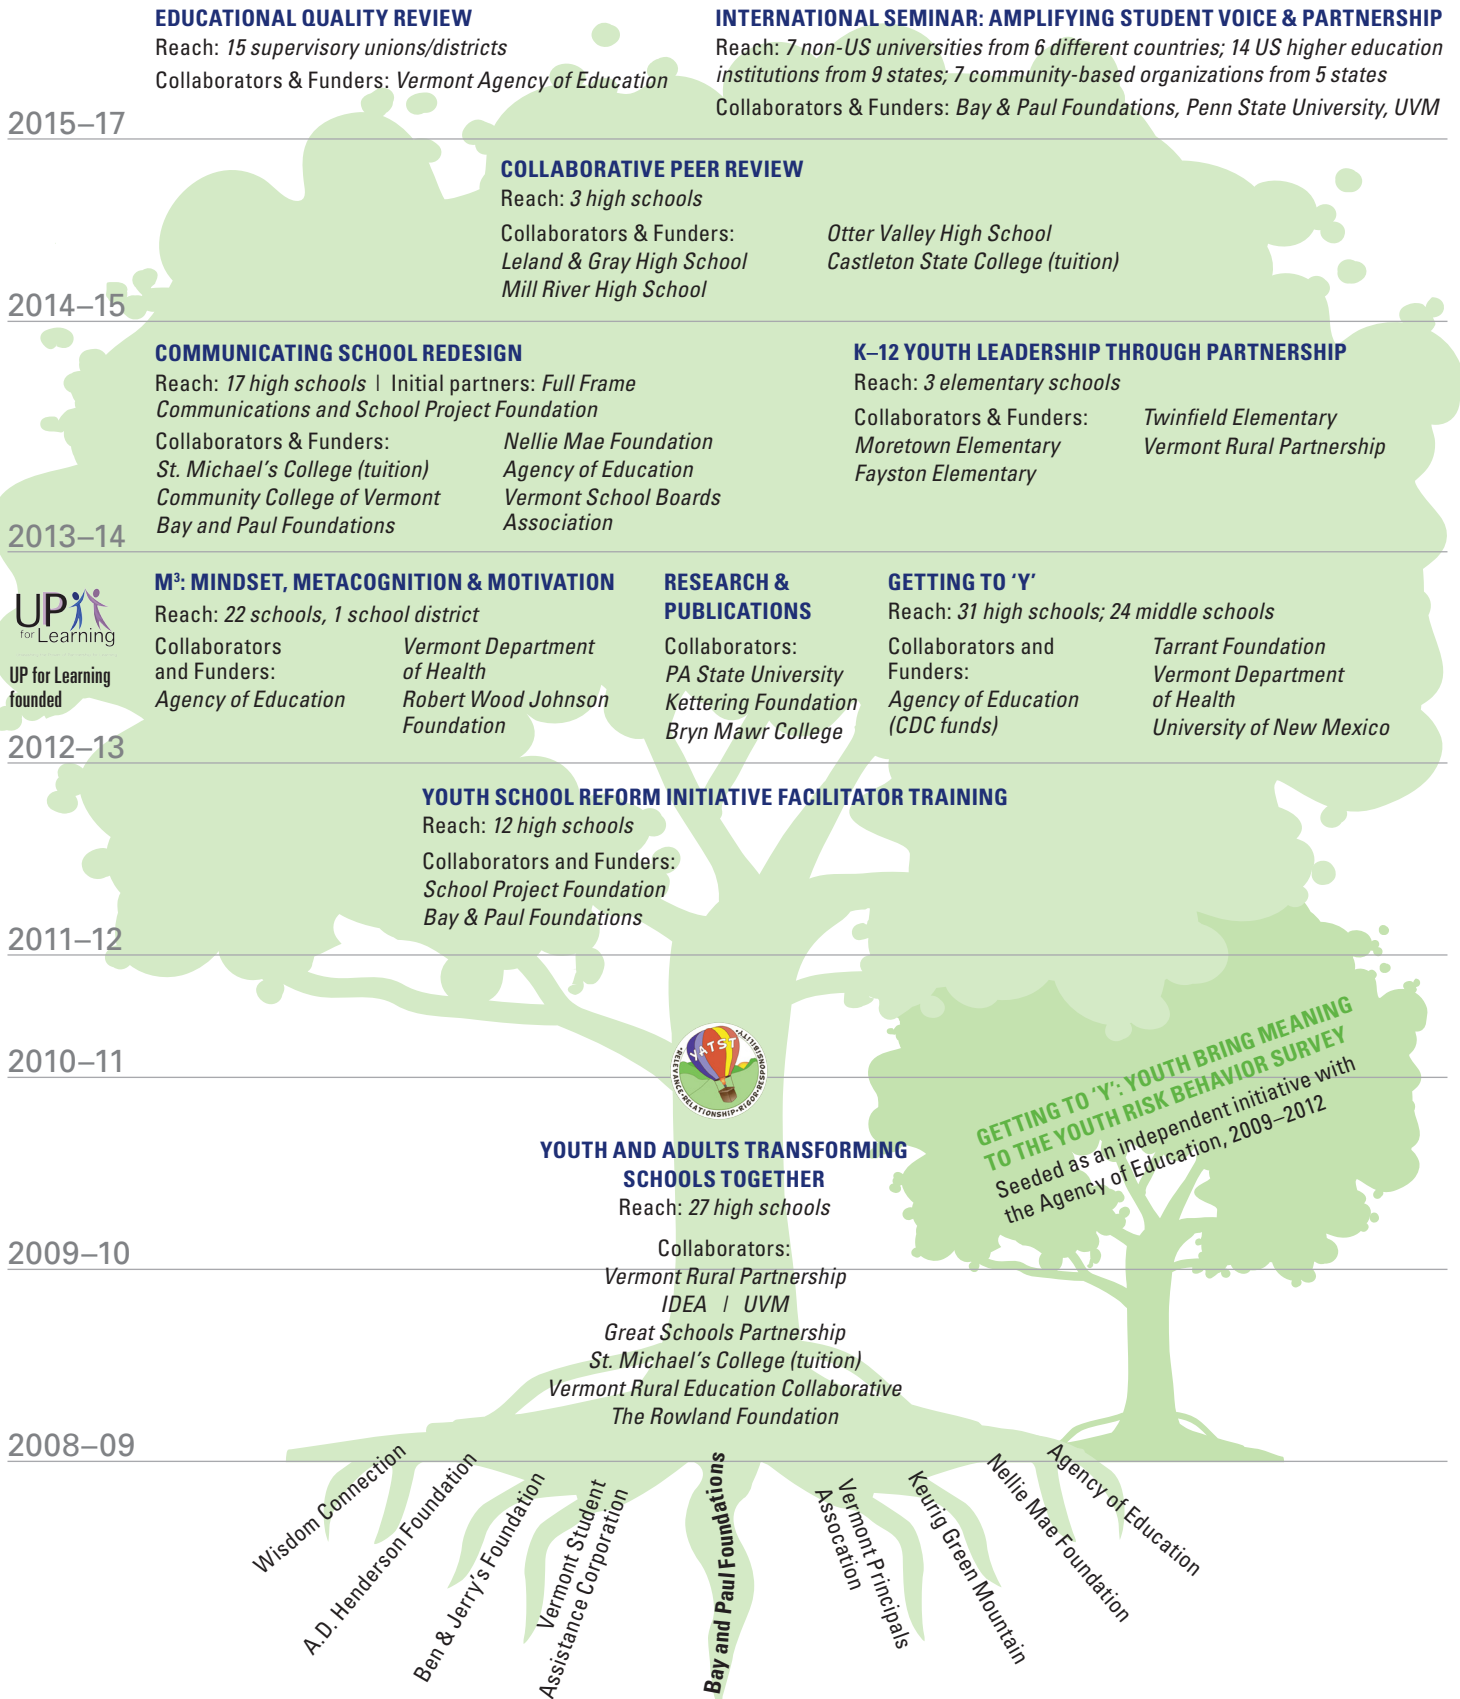 EDUCATIONAL QUALITY REVIEW
Reach: 15 supervisory unions/districts
Collaborators & Funders: Vermont Agency of Education
INTERNATIONAL SEMINAR: AMPLIFYING STUDENT VOICE & PARTNERSHIP
Reach: 7 non-US universities from 6 different countries; 14 US higher education
institutions from 9 states; 7 community-based organizations from 5 states
Collaborators & Funders: Bay & Paul Foundations, Penn State University, UVM
2015–17
COLLABORATIVE PEER REVIEW
Reach: 3 high schools
Collaborators & Funders:
Leland & Gray High School
Mill River High School
Otter Valley High School
Castleton State College (tuition)
2014–15
COMMUNICATING SCHOOL REDESIGN
Reach: 17 high schools | Initial partners: Full Frame
Communications and School Project Foundation
Collaborators & Funders:
St. Michael's College (tuition)
Community College of Vermont
Bay and Paul Foundations
Nellie Mae Foundation
Agency of Education
Vermont School Boards
Association
K–12 YOUTH LEADERSHIP THROUGH PARTNERSHIP
Reach: 3 elementary schools
Collaborators & Funders:
Moretown Elementary
Fayston Elementary
Twinfield Elementary
Vermont Rural Partnership
2013–14
UP
for Learning
UP for Learning
founded
M³: MINDSET, METACOGNITION & MOTIVATION
Reach: 22 schools, 1 school district
Collaborators
and Funders:
Agency of Education
Vermont Department
of Health
Robert Wood Johnson
Foundation
RESEARCH &
PUBLICATIONS
Collaborators:
PA State University
Kettering Foundation
Bryn Mawr College
GETTING TO ‘Y’
Reach: 31 high schools; 24 middle schools
Collaborators and
Funders:
Agency of Education
(CDC funds)
Tarrant Foundation
Vermont Department
of Health
University of New Mexico
2012–13
YOUTH SCHOOL REFORM INITIATIVE FACILITATOR TRAINING
Reach: 12 high schools
Collaborators and Funders:
School Project Foundation
Bay & Paul Foundations
2011–12
2010–11
YATST
•RELEVANCE•RELATIONSHIP•RIGOR•RESPONSIBILITY•
GETTING TO ‘Y’: YOUTH BRING MEANING
TO THE YOUTH RISK BEHAVIOR SURVEY
Seeded as an independent initiative with
the Agency of Education, 2009–2012
YOUTH AND ADULTS TRANSFORMING
SCHOOLS TOGETHER
Reach: 27 high schools
2009–10
Collaborators:
Vermont Rural Partnership
IDEA | UVM
Great Schools Partnership
St. Michael's College (tuition)
Vermont Rural Education Collaborative
The Rowland Foundation
2008–09
Wisdom Connection
A.D. Henderson Foundation
Ben & Jerry's Foundation
Vermont Student
Assistance Corporation
Bay and Paul Foundations
Vermont Principals
Assocation
Keurig Green Mountain
Nellie Mae Foundation
Agency of Education